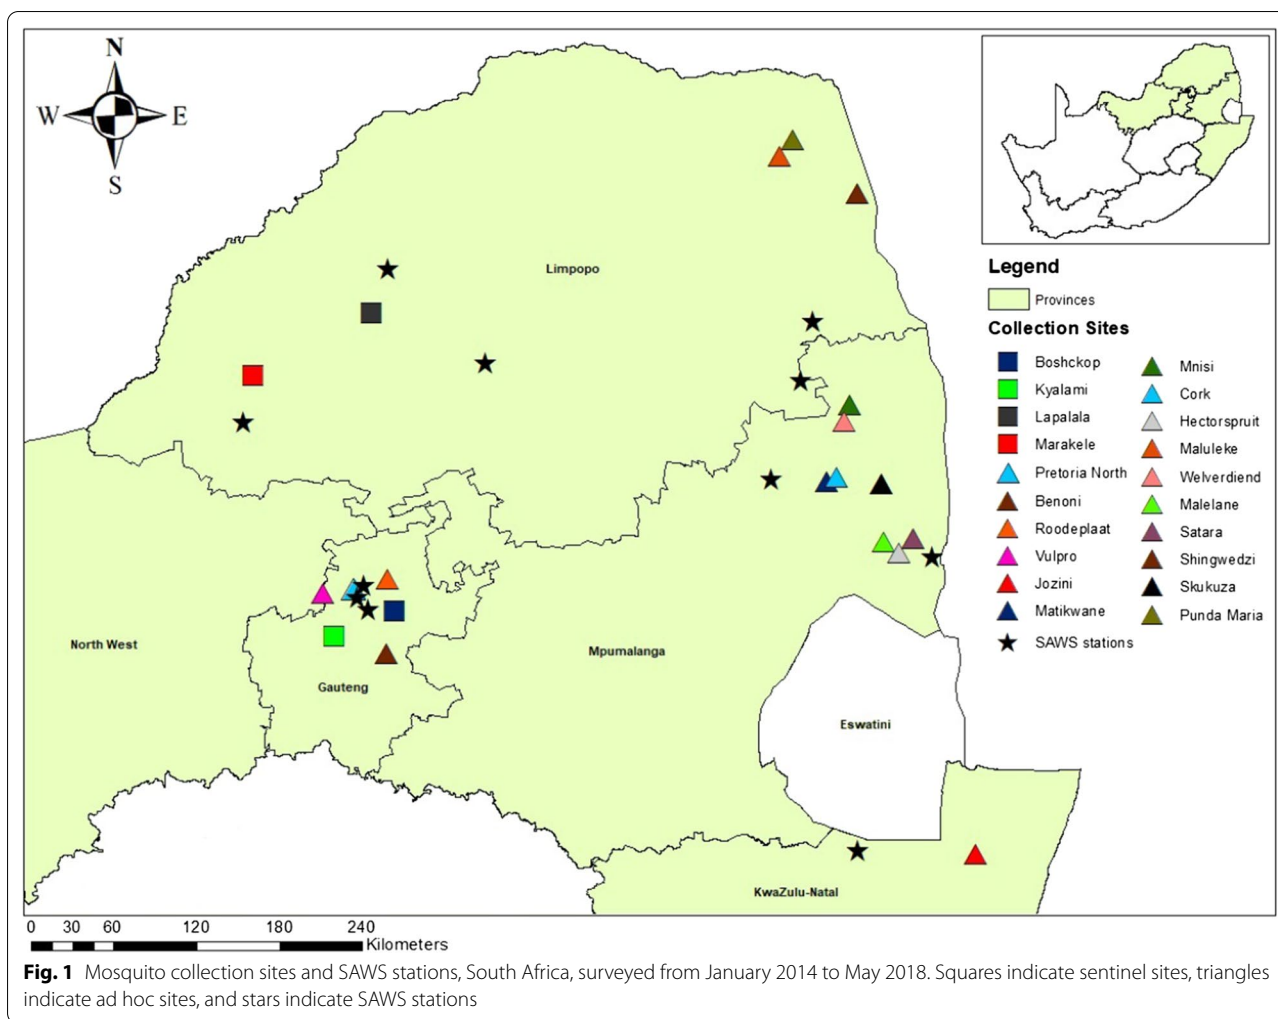 N
W
E
S
Limpopo
North West
Gauteng
Mpumalanga
Eswatini
KwaZulu-Natal
Legend
Provinces
Collection Sites
Boshckop
Kyalami
Lapalala
Marakele
Pretoria North
Benoni
Roodeplaat
Vulpro
Jozini
Matikwane
SAWS stations
Mnisi
Cork
Hectorspruit
Maluleke
Welverdiend
Malelane
Satara
Shingwedzi
Skukuza
Punda Maria
0 30 60 120 180 240
Kilometers
Fig. 1 Mosquito collection sites and SAWS stations, South Africa, surveyed from January 2014 to May 2018. Squares indicate sentinel sites, triangles
indicate ad hoc sites, and stars indicate SAWS stations